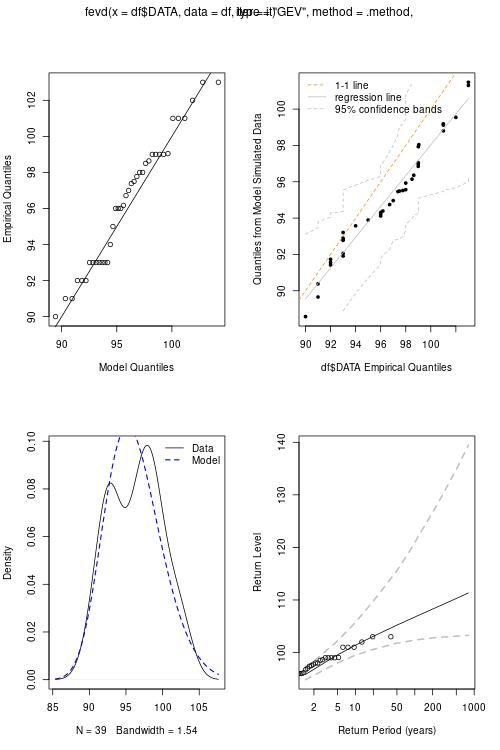 fevd(x = df$DATA, data = df, type = "GEV", method = .method,
Empirical Quantiles
90 92 94 96 98 100 102
90 95 100
Model Quantiles
1-1 line
regression line
95% confidence bands
Quantiles from Model Simulated Data
90 92 94 96 98 100
90 92 94 96 98 100
df$DATA Empirical Quantiles
Data
Model
Density
0.00 0.02 0.04 0.06 0.08 0.10
85 90 95 100 105
N = 39 Bandwidth = 1.54
Return Level
100 110 120 130 140
2 5 10 50 200 1000
Return Period (years)